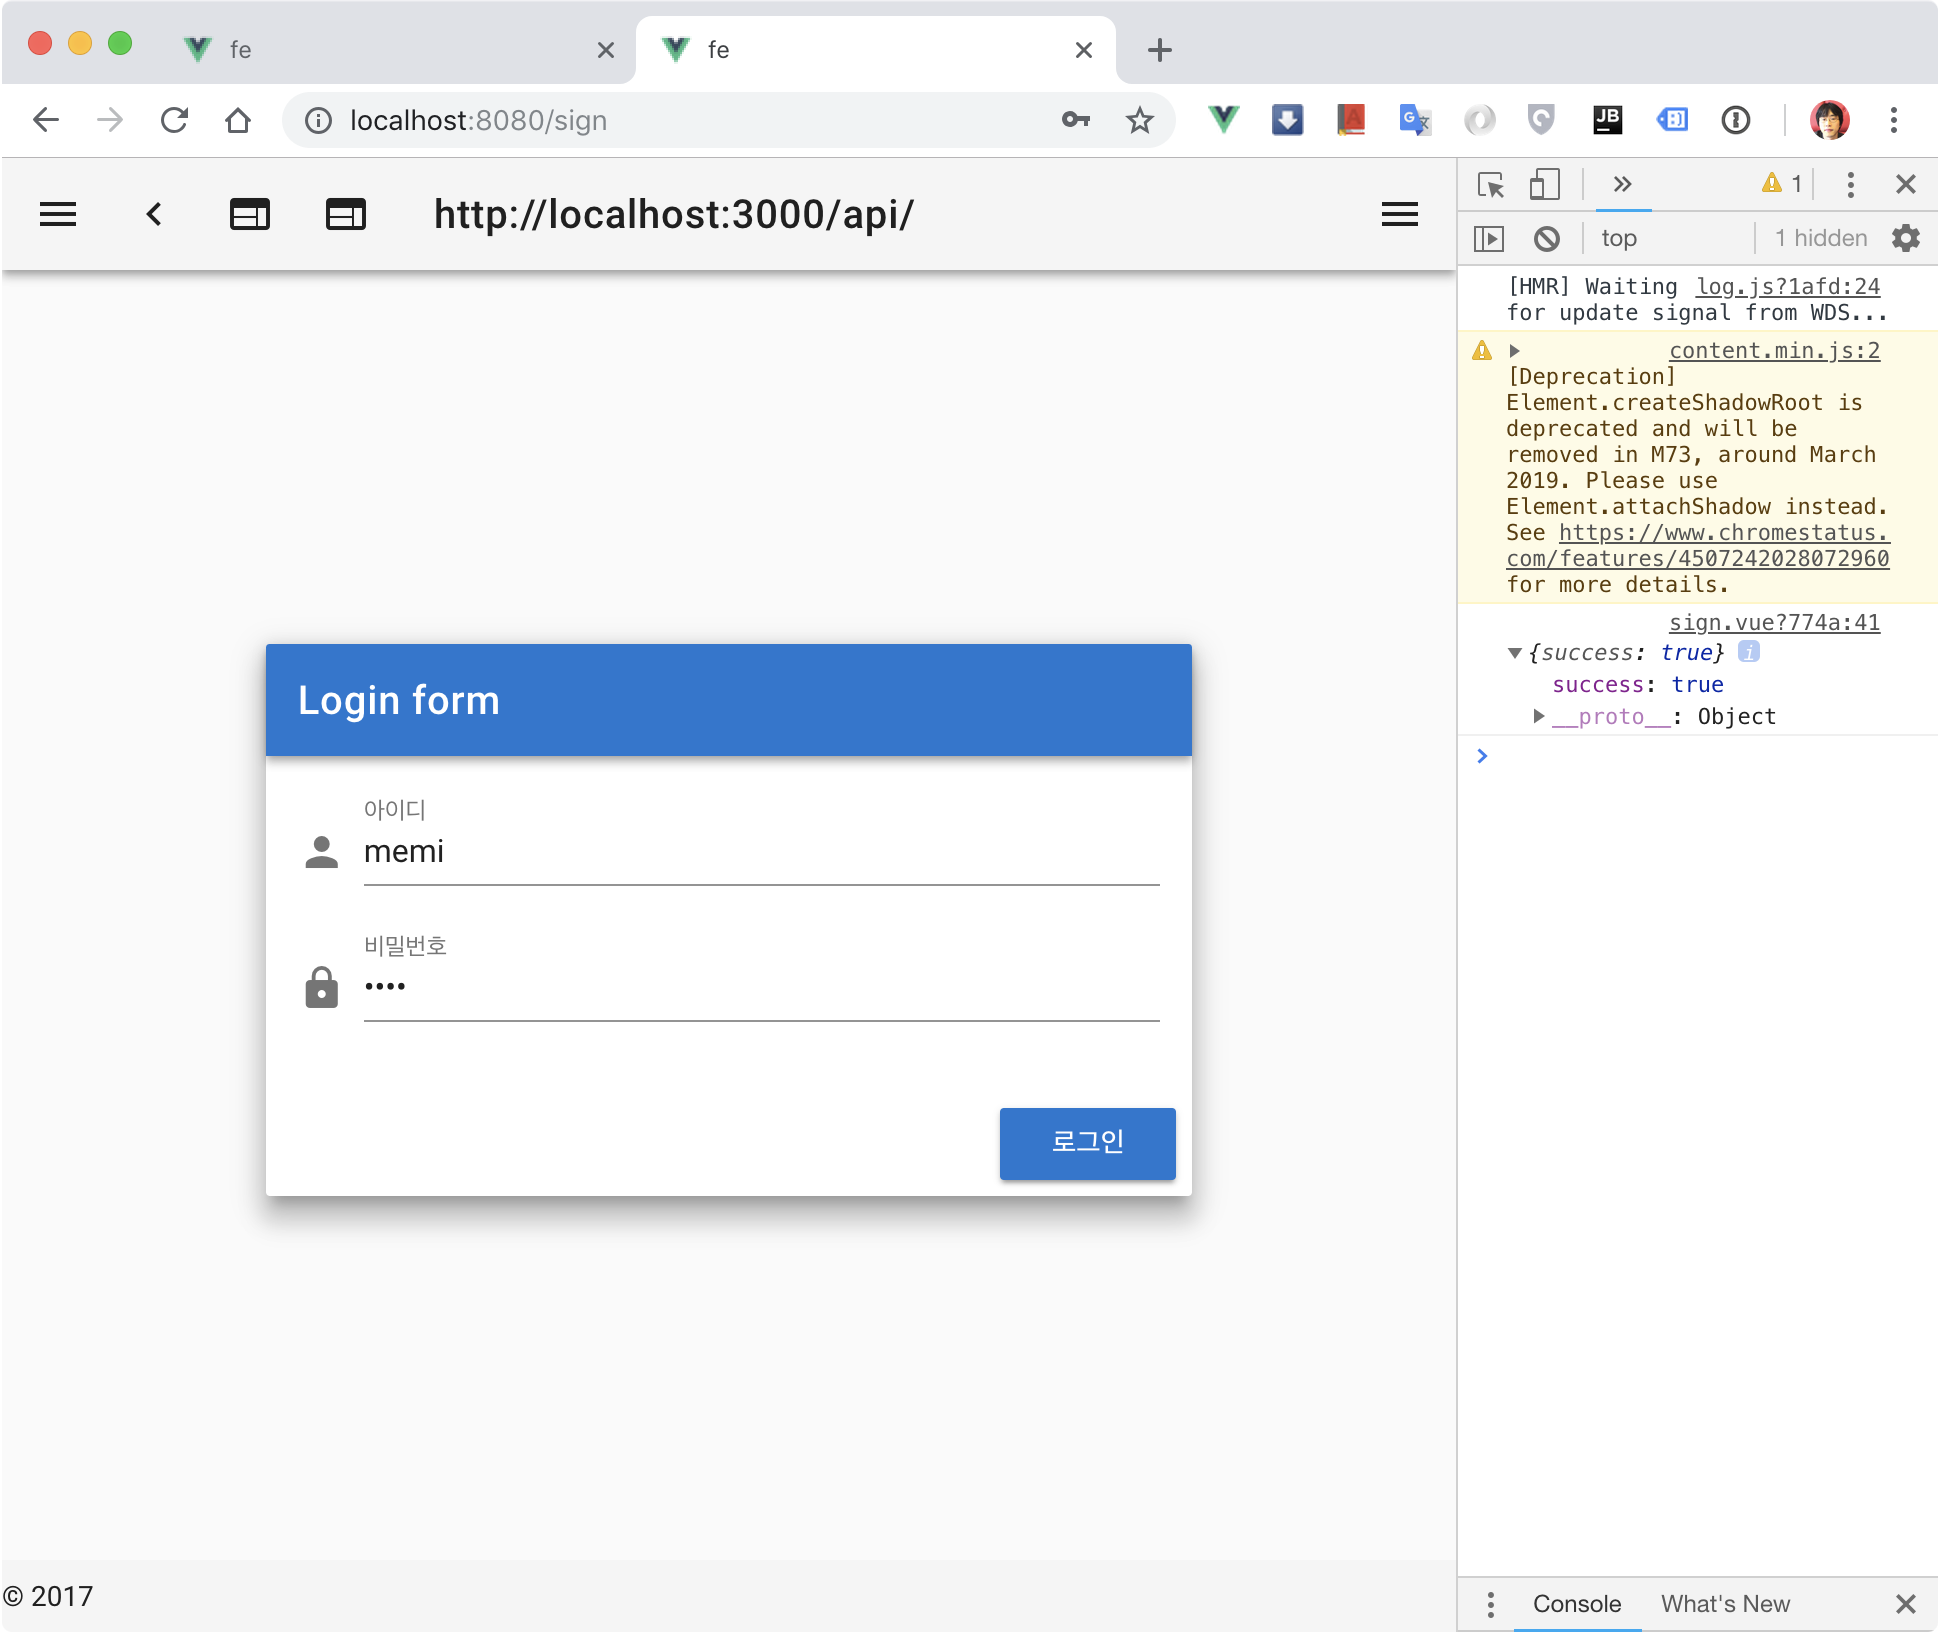 fe
fe
localhost:8080/sign
JB
http://localhost:3000/api/
1
top
1 hidden
[HMR] Waiting log.js?1afd:24
for update signal from WDS...
content.min.js:2
[Deprecation]
Element.createShadowRoot is
deprecated and will be
removed in M73, around March
2019. Please use
Element.attachShadow instead.
See https://www.chromestatus.
com/features/4507242028072960
for more details.
sign.vue?774a:41
{success: true} i
success: true
__proto__: Object
Login form
아이디
memi
비밀번호
••••
로그인
© 2017
Console
What's New